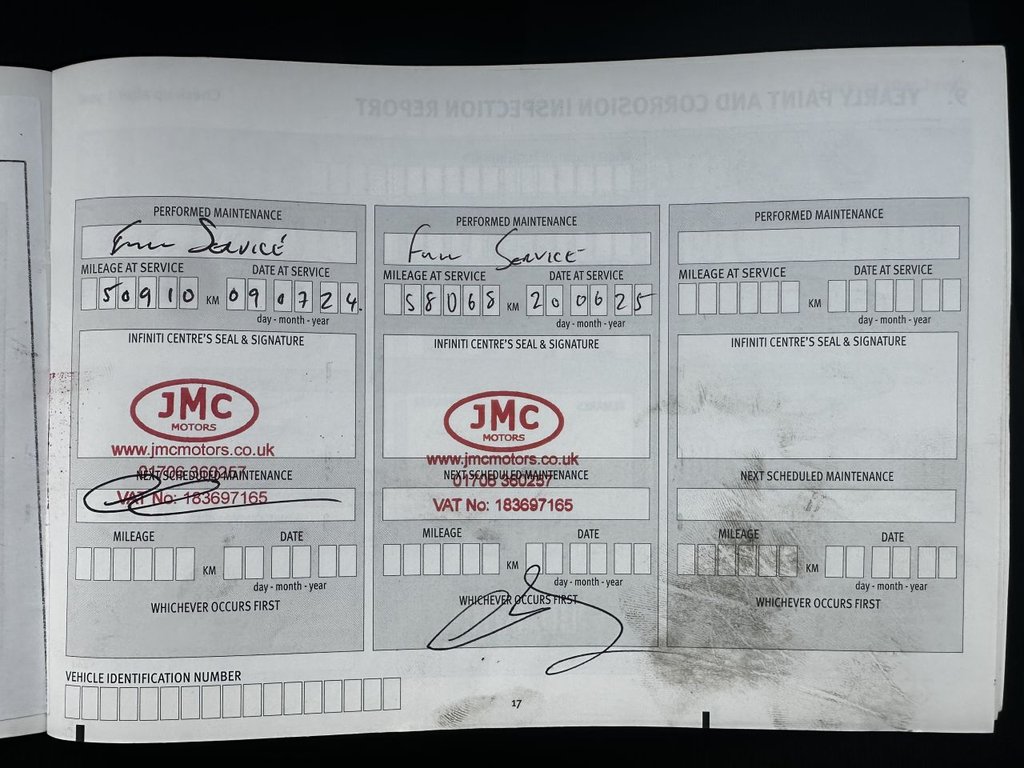 9. YEARLY PAINT AND CORROSION INSPECTION REPORT
PERFORMED MAINTENANCE
Full Service
MILEAGE AT SERVICE
DATE AT SERVICE
50910 KM 090724.
day - month - year
INFINITI CENTRE'S SEAL & SIGNATURE
JMC
MOTORS
www.jmcmotors.co.uk
01706 360257
NEXT SCHEDULED MAINTENANCE
VAT No: 183697165
MILEAGE
DATE
KM
day - month - year
WHICHEVER OCCURS FIRST
PERFORMED MAINTENANCE
Full Service
MILEAGE AT SERVICE
DATE AT SERVICE
58068 KM 200625
day - month - year
INFINITI CENTRE'S SEAL & SIGNATURE
JMC
MOTORS
www.jmcmotors.co.uk
NEXT SCHEDULED MAINTENANCE
01706 360257
VAT No: 183697165
MILEAGE
DATE
KM
day - month - year
WHICHEVER OCCURS FIRST
PERFORMED MAINTENANCE
MILEAGE AT SERVICE
DATE AT SERVICE
KM
day - month - year
INFINITI CENTRE'S SEAL & SIGNATURE
NEXT SCHEDULED MAINTENANCE
MILEAGE
DATE
KM
day - month - year
WHICHEVER OCCURS FIRST
VEHICLE IDENTIFICATION NUMBER
17